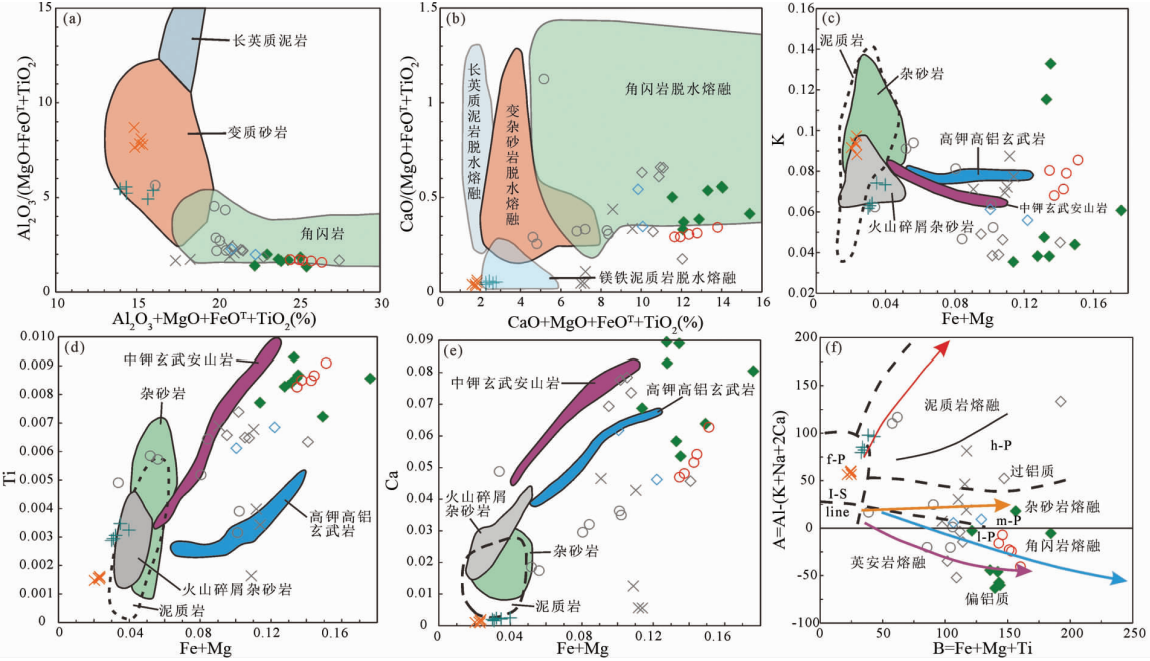 (a)
15
10
5
0
10
15
20
25
30
Al₂O₃/(MgO+FeOᵀ+TiO₂)
Al₂O₃+MgO+FeOᵀ+TiO₂(%)
长英质泥岩
变质砂岩
角闪岩
(b)
1.5
1
0.5
0
0
2
4
6
8
10
12
14
16
CaO/(MgO+FeOᵀ+TiO₂)
CaO+MgO+FeOᵀ+TiO₂(%)
长英质泥岩脱水熔融
变杂砂岩脱水熔融
角闪岩脱水熔融
镁铁泥质岩脱水熔融
(c)
0.14
0.12
0.1
0.08
0.06
0.04
0.02
0
0.04
0.08
0.12
0.16
K
Fe+Mg
泥质岩
杂砂岩
高钾高铝玄武岩
中钾玄武安山岩
火山碎屑杂砂岩
(d)
0.010
0.009
0.008
0.007
0.006
0.005
0.004
0.003
0.002
0.001
0.000
0
0.04
0.08
0.12
0.16
Ti
Fe+Mg
中钾玄武安山岩
杂砂岩
高钾高铝
玄武岩
火山碎屑杂砂岩
泥质岩
(e)
0.09
0.08
0.07
0.06
0.05
0.04
0.03
0.02
0.01
0.00
0
0.04
0.08
0.12
0.16
Ca
Fe+Mg
中钾玄武安山岩
高钾高铝玄武岩
火山碎屑
杂砂岩
杂砂岩
泥质岩
(f)
200
150
100
50
0
-50
-100
0
50
100
150
200
250
A=Al-(K+Na+2Ca)
B=Fe+Mg+Ti
泥质岩熔融
h-P
f-P
过铝质
I-S
line
杂砂岩熔融
m-P
l-P
角闪岩熔融
英安岩熔融
偏铝质